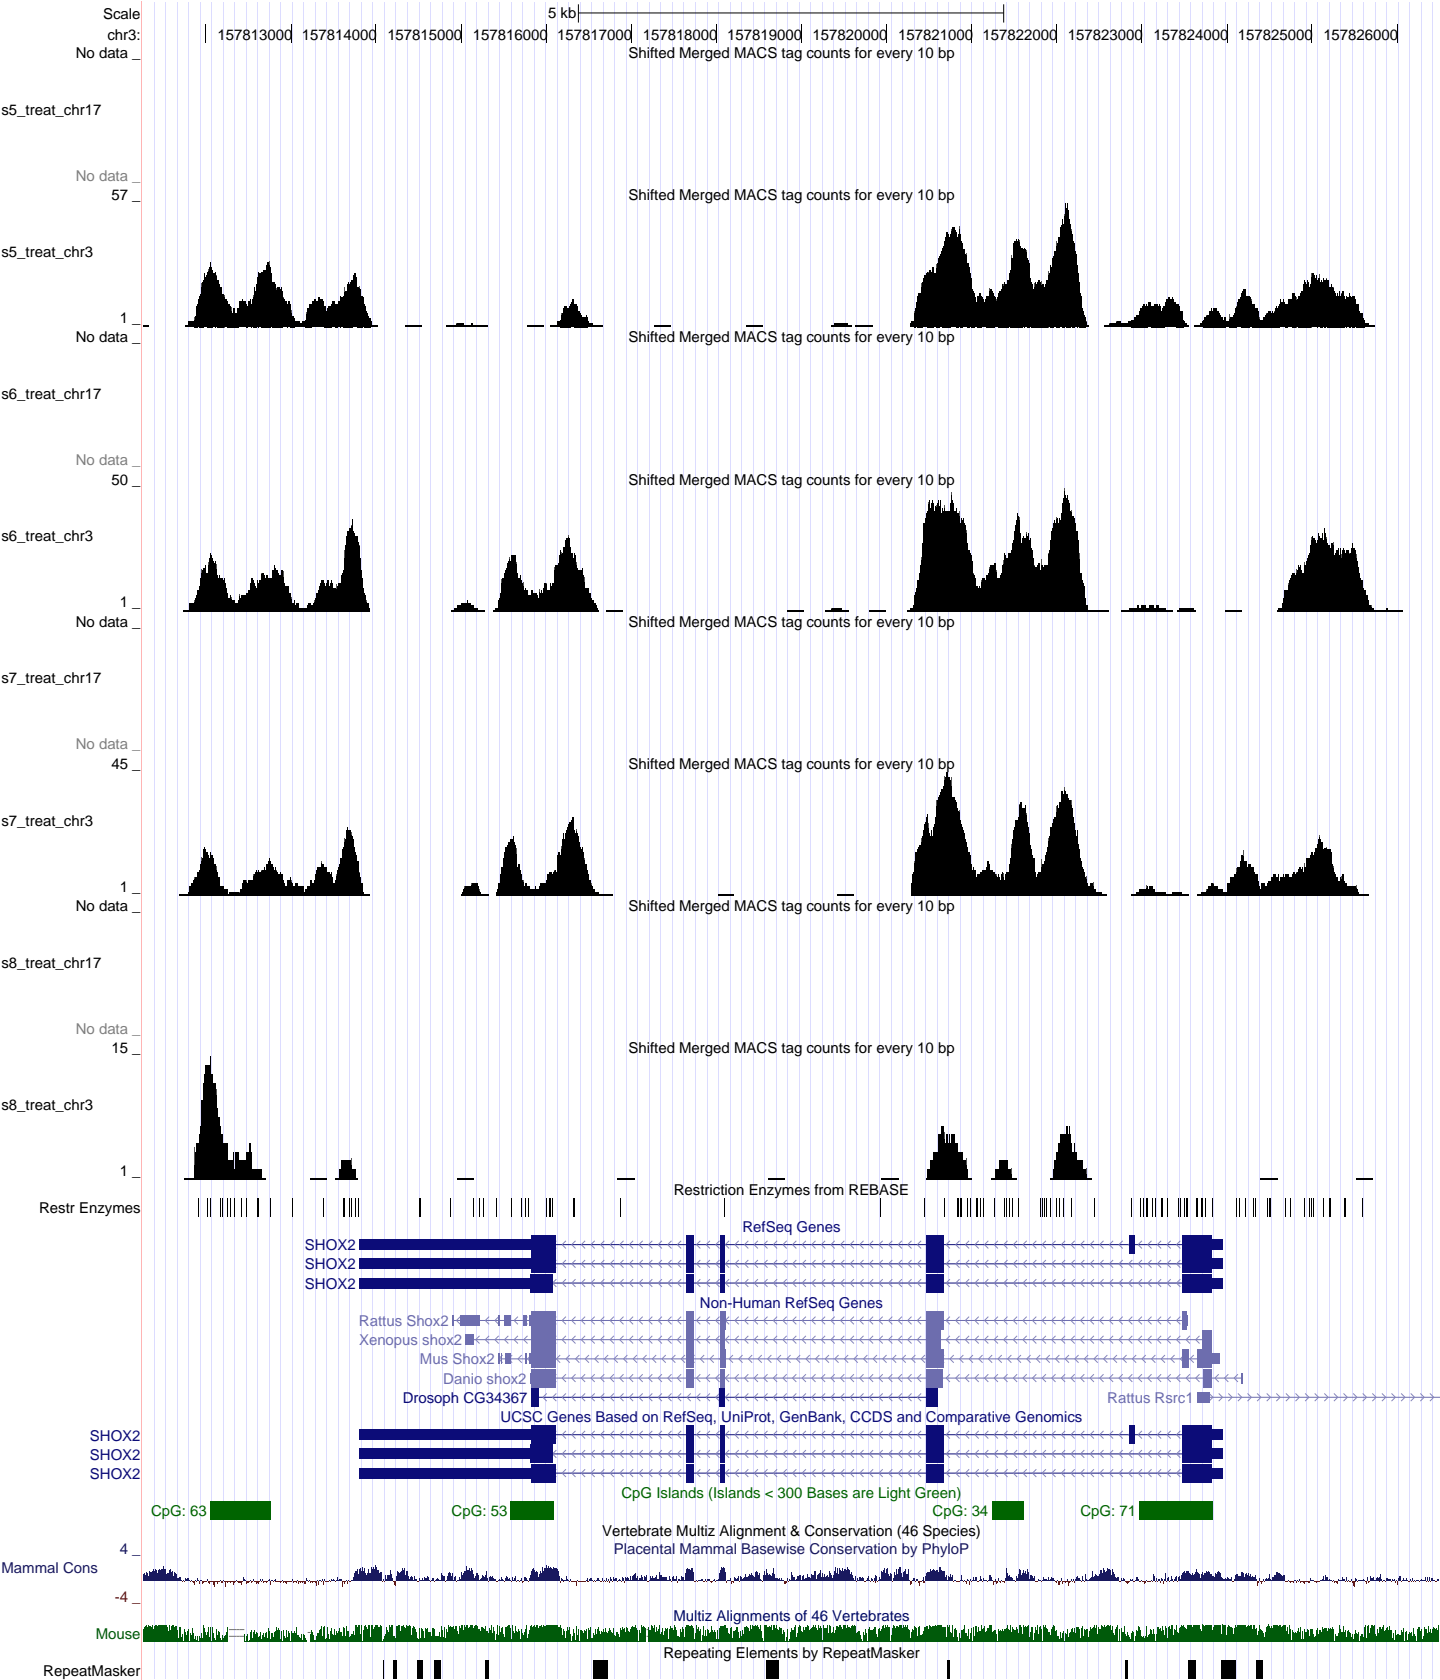 Scale 5 kb
chr3: 157813000 157814000 157815000 157816000 157817000 157818000 157819000 157820000 157821000 157822000 157823000 157824000 157825000 157826000
No data _ Shifted Merged MACS tag counts for every 10 bp
s5_treat_chr17
No data _
57 _ Shifted Merged MACS tag counts for every 10 bp
s5_treat_chr3
1 _
No data _ Shifted Merged MACS tag counts for every 10 bp
s6_treat_chr17
No data _
50 _ Shifted Merged MACS tag counts for every 10 bp
s6_treat_chr3
1 _
No data _ Shifted Merged MACS tag counts for every 10 bp
s7_treat_chr17
No data _
45 _ Shifted Merged MACS tag counts for every 10 bp
s7_treat_chr3
1 _
No data _ Shifted Merged MACS tag counts for every 10 bp
s8_treat_chr17
No data _
15 _ Shifted Merged MACS tag counts for every 10 bp
s8_treat_chr3
1 _
Restriction Enzymes from REBASE
Restr Enzymes
RefSeq Genes
SHOX2
SHOX2
SHOX2
Non-Human RefSeq Genes
Rattus Shox2
Xenopus shox2
Mus Shox2
Danio shox2
Drosoph CG34367 Rattus Rsrc1
UCSC Genes Based on RefSeq, UniProt, GenBank, CCDS and Comparative Genomics
SHOX2
SHOX2
SHOX2
CpG Islands (Islands < 300 Bases are Light Green)
CpG: 63 CpG: 53 CpG: 34 CpG: 71
Vertebrate Multiz Alignment & Conservation (46 Species)
4 _ Placental Mammal Basewise Conservation by PhyloP
Mammal Cons
-4 _
Multiz Alignments of 46 Vertebrates
Mouse
Repeating Elements by RepeatMasker
RepeatMasker